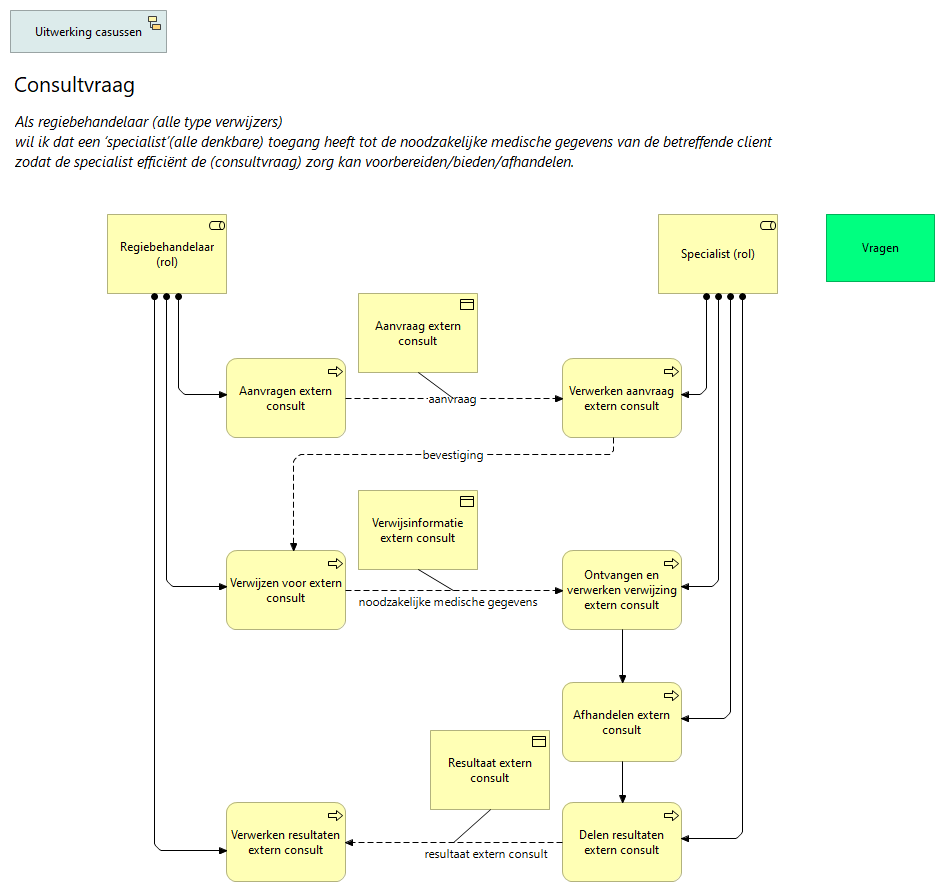 Uitwerking casussen
Consultvraag
Als regiebehandelaar (alle type verwijzers)
wil ik dat een ‘specialist’(alle denkbare) toegang heeft tot de noodzakelijke medische gegevens van de betreffende client
zodat de specialist efficiënt de (consultvraag) zorg kan voorbereiden/bieden/afhandelen.
Regiebehandelaar
(rol)
Specialist (rol)
Vragen
Aanvraag extern
consult
Aanvragen extern
consult
aanvraag
Verwerken aanvraag
extern consult
bevestiging
Verwijsinformatie
extern consult
Verwijzen voor extern
consult
noodzakelijke medische gegevens
Ontvangen en
verwerken verwijzing
extern consult
Afhandelen extern
consult
Resultaat extern
consult
Verwerken resultaten
extern consult
resultaat extern consult
Delen resultaten
extern consult